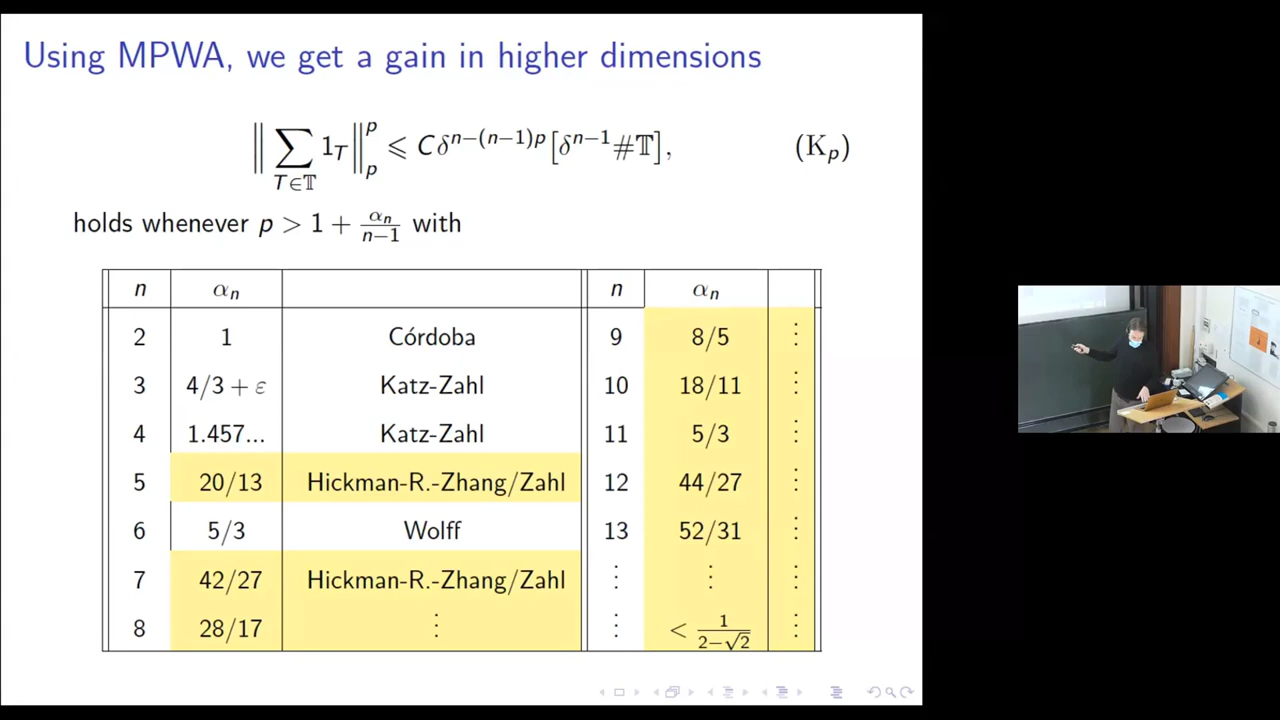 Using MPWA, we get a gain in higher dimensions
‖ ∑_{T∈𝕋} 1_T ‖_p^p ⩽ Cδ^{n−(n−1)p}[δ^{n−1}#𝕋], (K_p)
holds whenever p > 1 + α_n/(n−1) with
n α_n n α_n
2 1 Córdoba 9 8/5 ⋮
3 4/3 + ε Katz-Zahl 10 18/11 ⋮
4 1.457... Katz-Zahl 11 5/3 ⋮
5 20/13 Hickman-R.-Zhang/Zahl 12 44/27 ⋮
6 5/3 Wolff 13 52/31 ⋮
7 42/27 Hickman-R.-Zhang/Zahl ⋮ ⋮ ⋮
8 28/17 ⋮ ⋮ < 1/(2−√2) ⋮